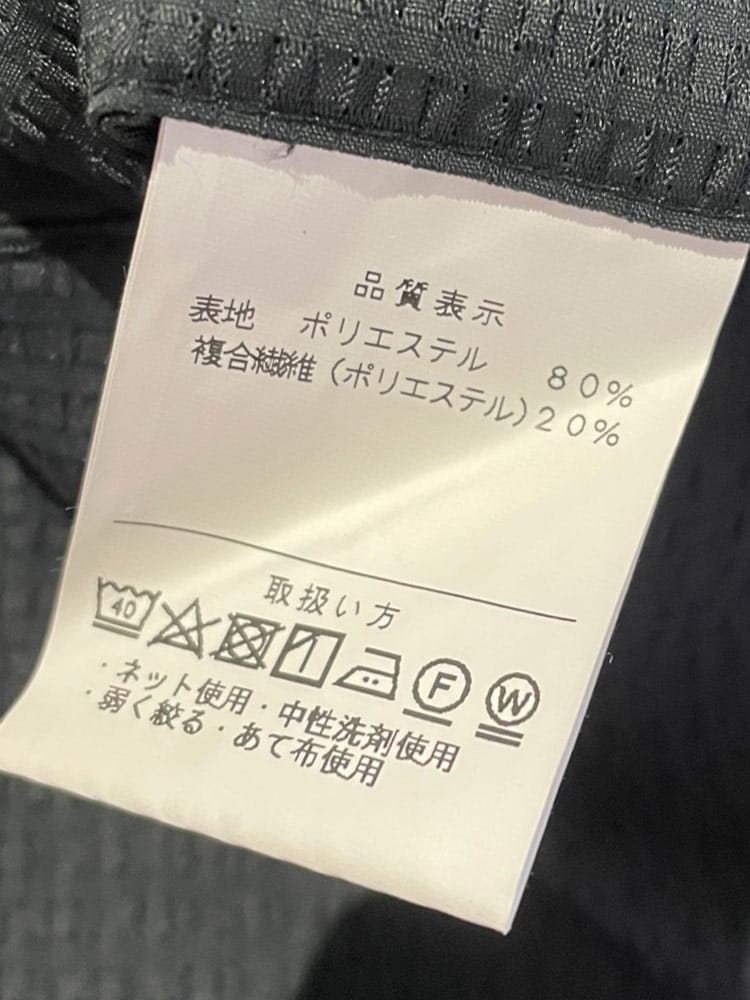 品質表示
表地 ポリエステル 80%
複合繊維(ポリエステル)20%
取扱い方
40 F W
・ネット使用・中性洗剤使用
・弱く絞る・あて布使用